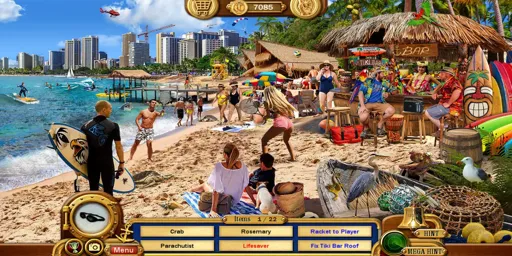 7085
BAR
Items 1 / 22
Crab
Rosemary
Racket to Player
Parachutist
Lifesaver
Fix Tiki Bar Roof
Menu
HINT
MEGA HINT